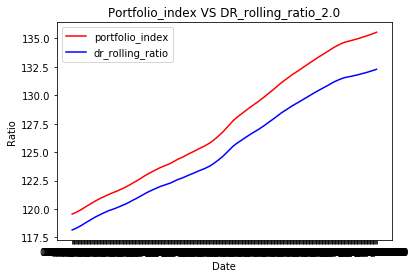 Portfolio_index VS DR_rolling_ratio_2.0
portfolio_index
dr_rolling_ratio
135.0
132.5
130.0
127.5
125.0
122.5
120.0
117.5
Ratio
Date